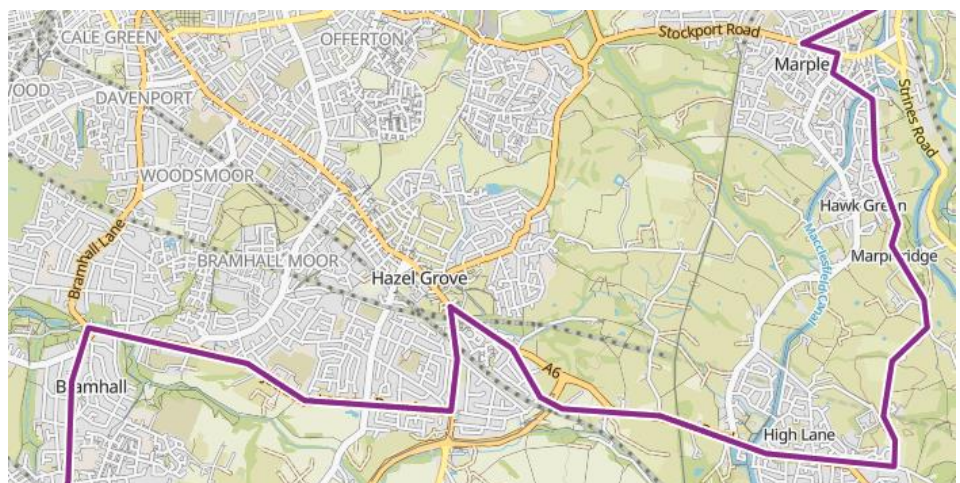 CALE GREEN
OFFERTON
Stockport Road
Marple
WOOD
DAVENPORT
Strines Road
WOODSMOOR
Hawk Green
Bramhall Lane
BRAMHALL MOOR
Macclesfield Canal
Hazel Grove
A6
Bramhall
High Lane